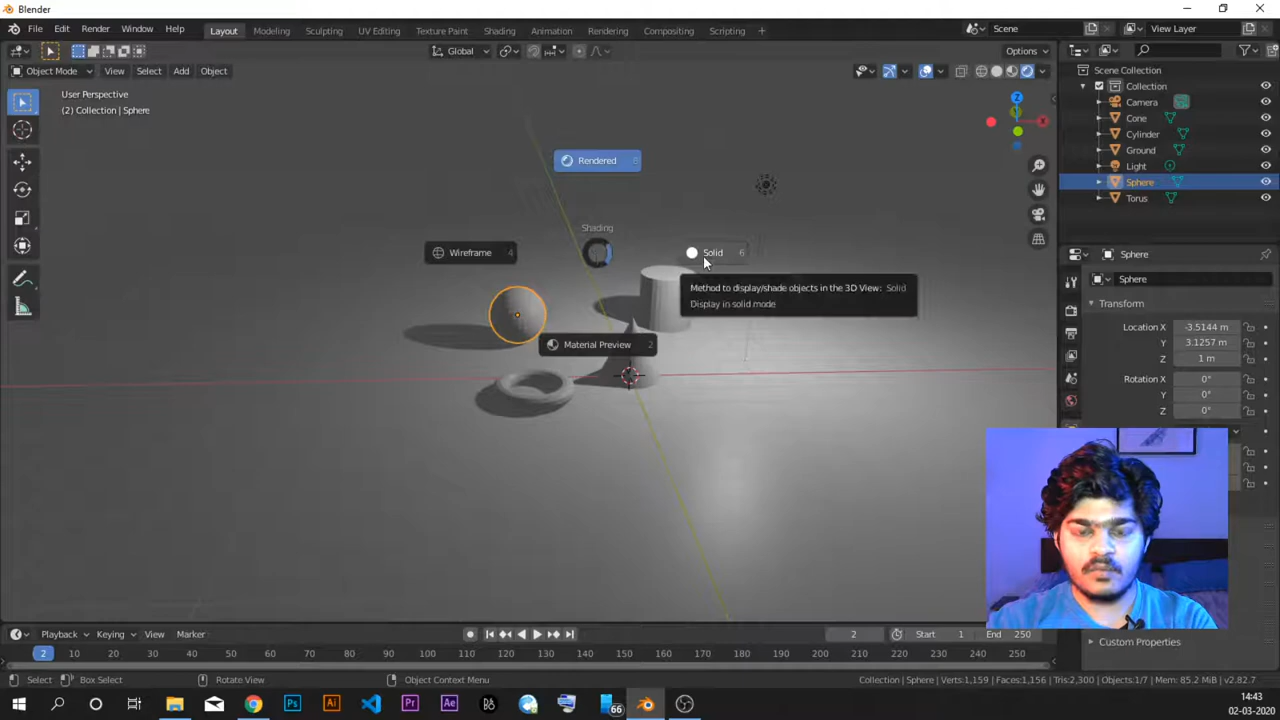 Blender
File Edit Render Window Help
Layout Modeling Sculpting UV Editing Texture Paint Shading Animation Rendering Compositing Scripting +
Scene
View Layer
Global
Options
Object Mode View Select Add Object
User Perspective
(2) Collection | Sphere
Z
X
Rendered 8
Shading
Wireframe 4
Solid 6
Method to display/shade objects in the 3D View: Solid
Display in solid mode
Material Preview 2
Scene Collection
Collection
Camera
Cone
Cylinder
Ground
Light
Sphere
Torus
Sphere
Sphere
Transform
Location X -3.5144 m
Y 3.1257 m
Z 1 m
Rotation X 0°
Y 0°
Z 0°
Custom Properties
Playback Keying View Marker
2
Start 1
End 250
2 10 20 30 40 50 60 70 80 90 100 110 120 130 140 150 160 170 180 190 200 210 220 230 240 250
Select Box Select Rotate View Object Context Menu
Collection | Sphere | Verts:1,159 | Faces:1,156 | Tris:2,300 | Objects:1/7 | Mem: 85.2 MiB | v2.82.7
Ps Ai Pr Ae 66
14:43
02-03-2020